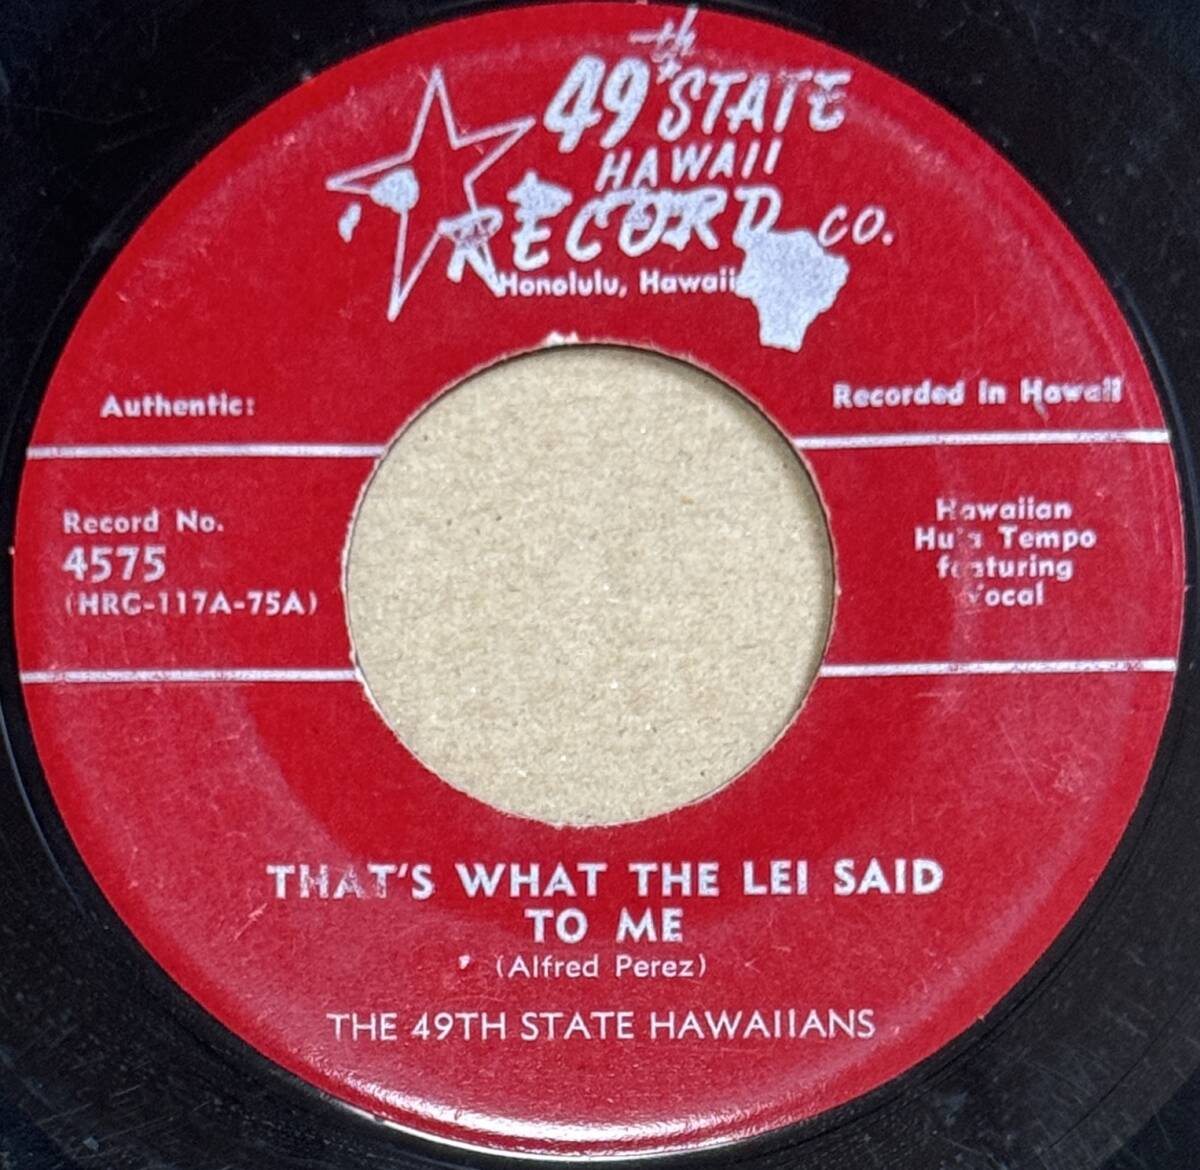 49th STATE
HAWAII
RECORD CO.
Honolulu, Hawaii
Authentic:
Recorded in Hawaii
Record No.
4575
(HRC-117A-75A)
Hawaiian
Hula Tempo
featuring
Vocal
THAT'S WHAT THE LEI SAID
TO ME
(Alfred Perez)
THE 49TH STATE HAWAIIANS